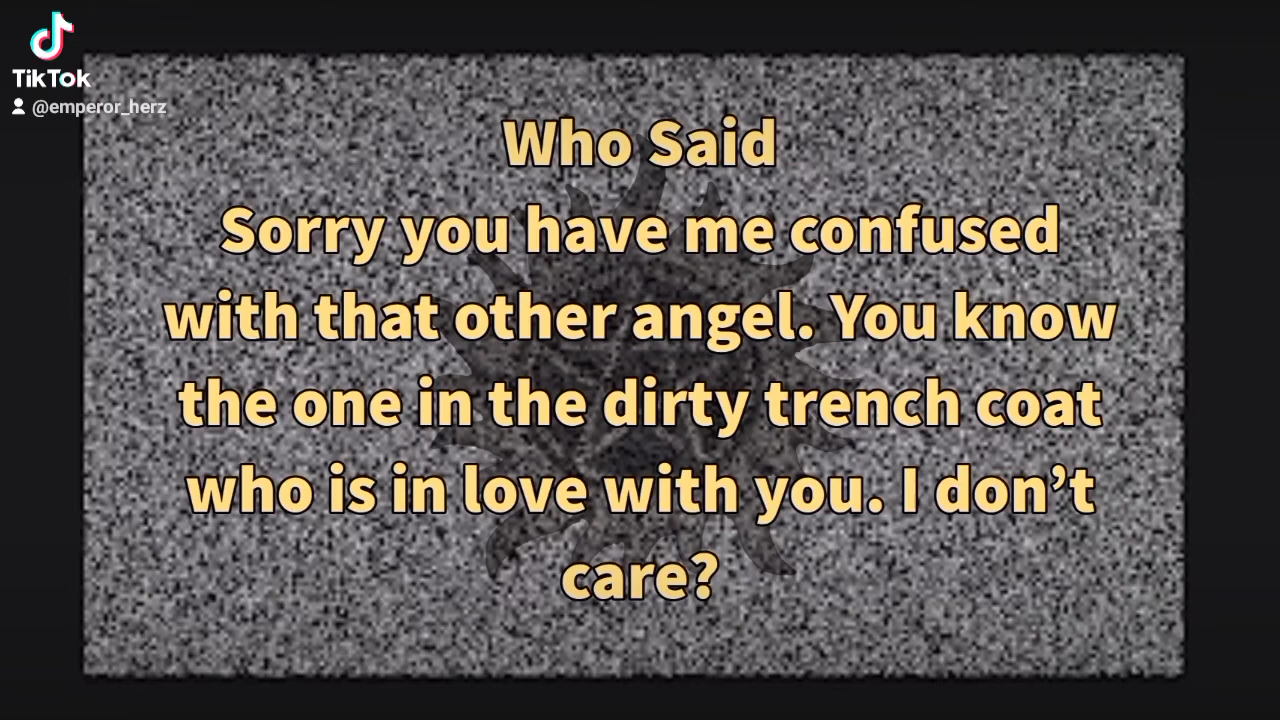 TikTok
@emperor_herz
Who Said
Sorry you have me confused
with that other angel. You know
the one in the dirty trench coat
who is in love with you. I don’t
care?